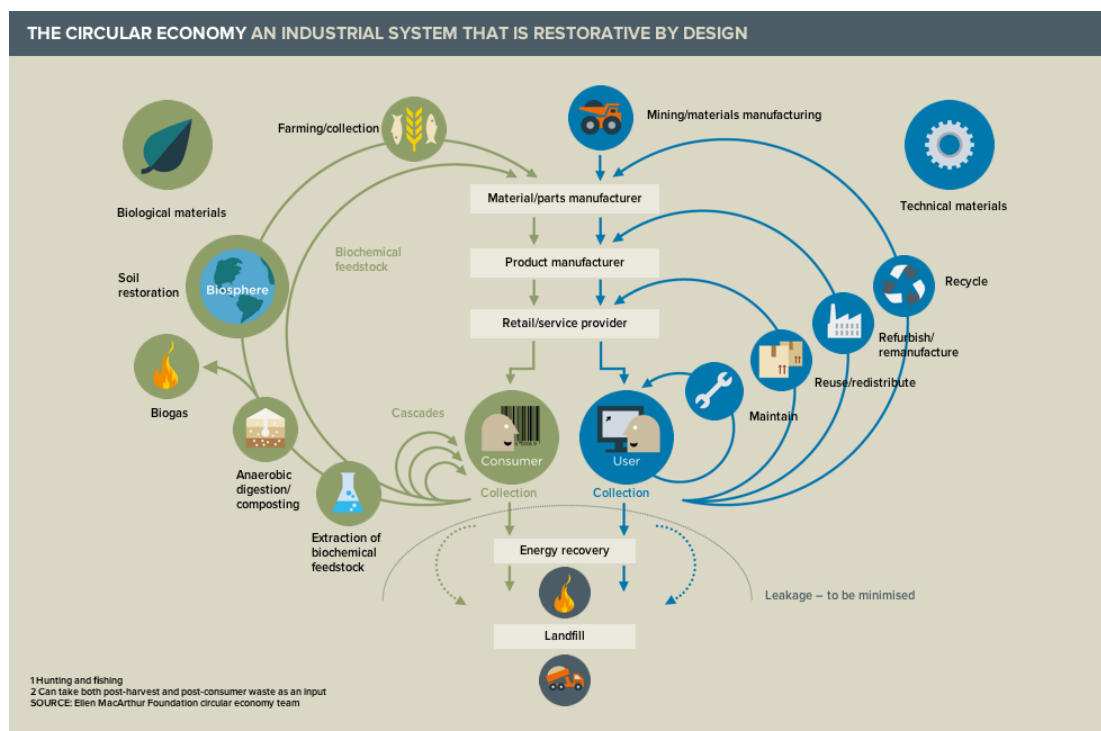 THE CIRCULAR ECONOMY AN INDUSTRIAL SYSTEM THAT IS RESTORATIVE BY DESIGN
Farming/collection
Mining/materials manufacturing
Biological materials
Technical materials
Material/parts manufacturer
Biochemical
feedstock
Product manufacturer
Soil
restoration
Biosphere
Recycle
Retail/service provider
Refurbish/
remanufacture
Biogas
Reuse/redistribute
Cascades
Maintain
Consumer
User
Anaerobic
digestion/
composting
Collection
Collection
Extraction of
biochemical
feedstock
Energy recovery
Leakage – to be minimised
Landfill
1 Hunting and fishing
2 Can take both post-harvest and post-consumer waste as an input
SOURCE: Ellen MacArthur Foundation circular economy team